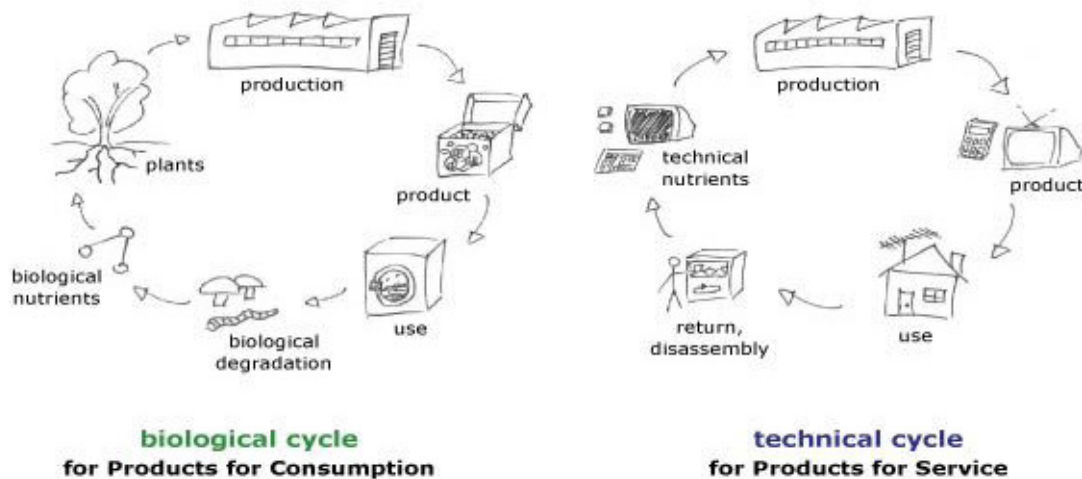 production
plants
product
biological
nutrients
use
biological
degradation
biological cycle
for Products for Consumption
production
technical
nutrients
product
return,
disassembly
use
technical cycle
for Products for Service